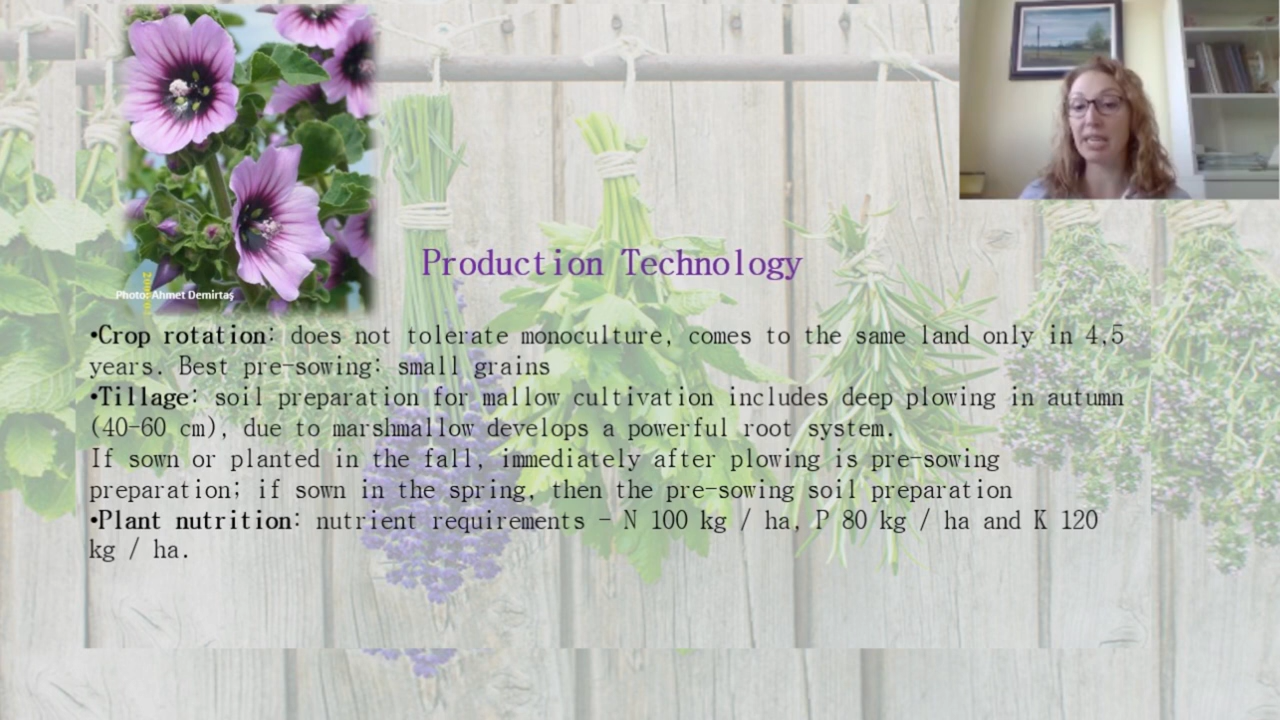 Photo: Ahmet Demirtaş
Production Technology
•Crop rotation: does not tolerate monoculture, comes to the same land only in 4,5
years. Best pre-sowing: small grains
•Tillage: soil preparation for mallow cultivation includes deep plowing in autumn
(40-60 cm), due to marshmallow develops a powerful root system.
If sown or planted in the fall, immediately after plowing is pre-sowing
preparation; if sown in the spring, then the pre-sowing soil preparation
•Plant nutrition: nutrient requirements - N 100 kg / ha, P 80 kg / ha and K 120
kg / ha.